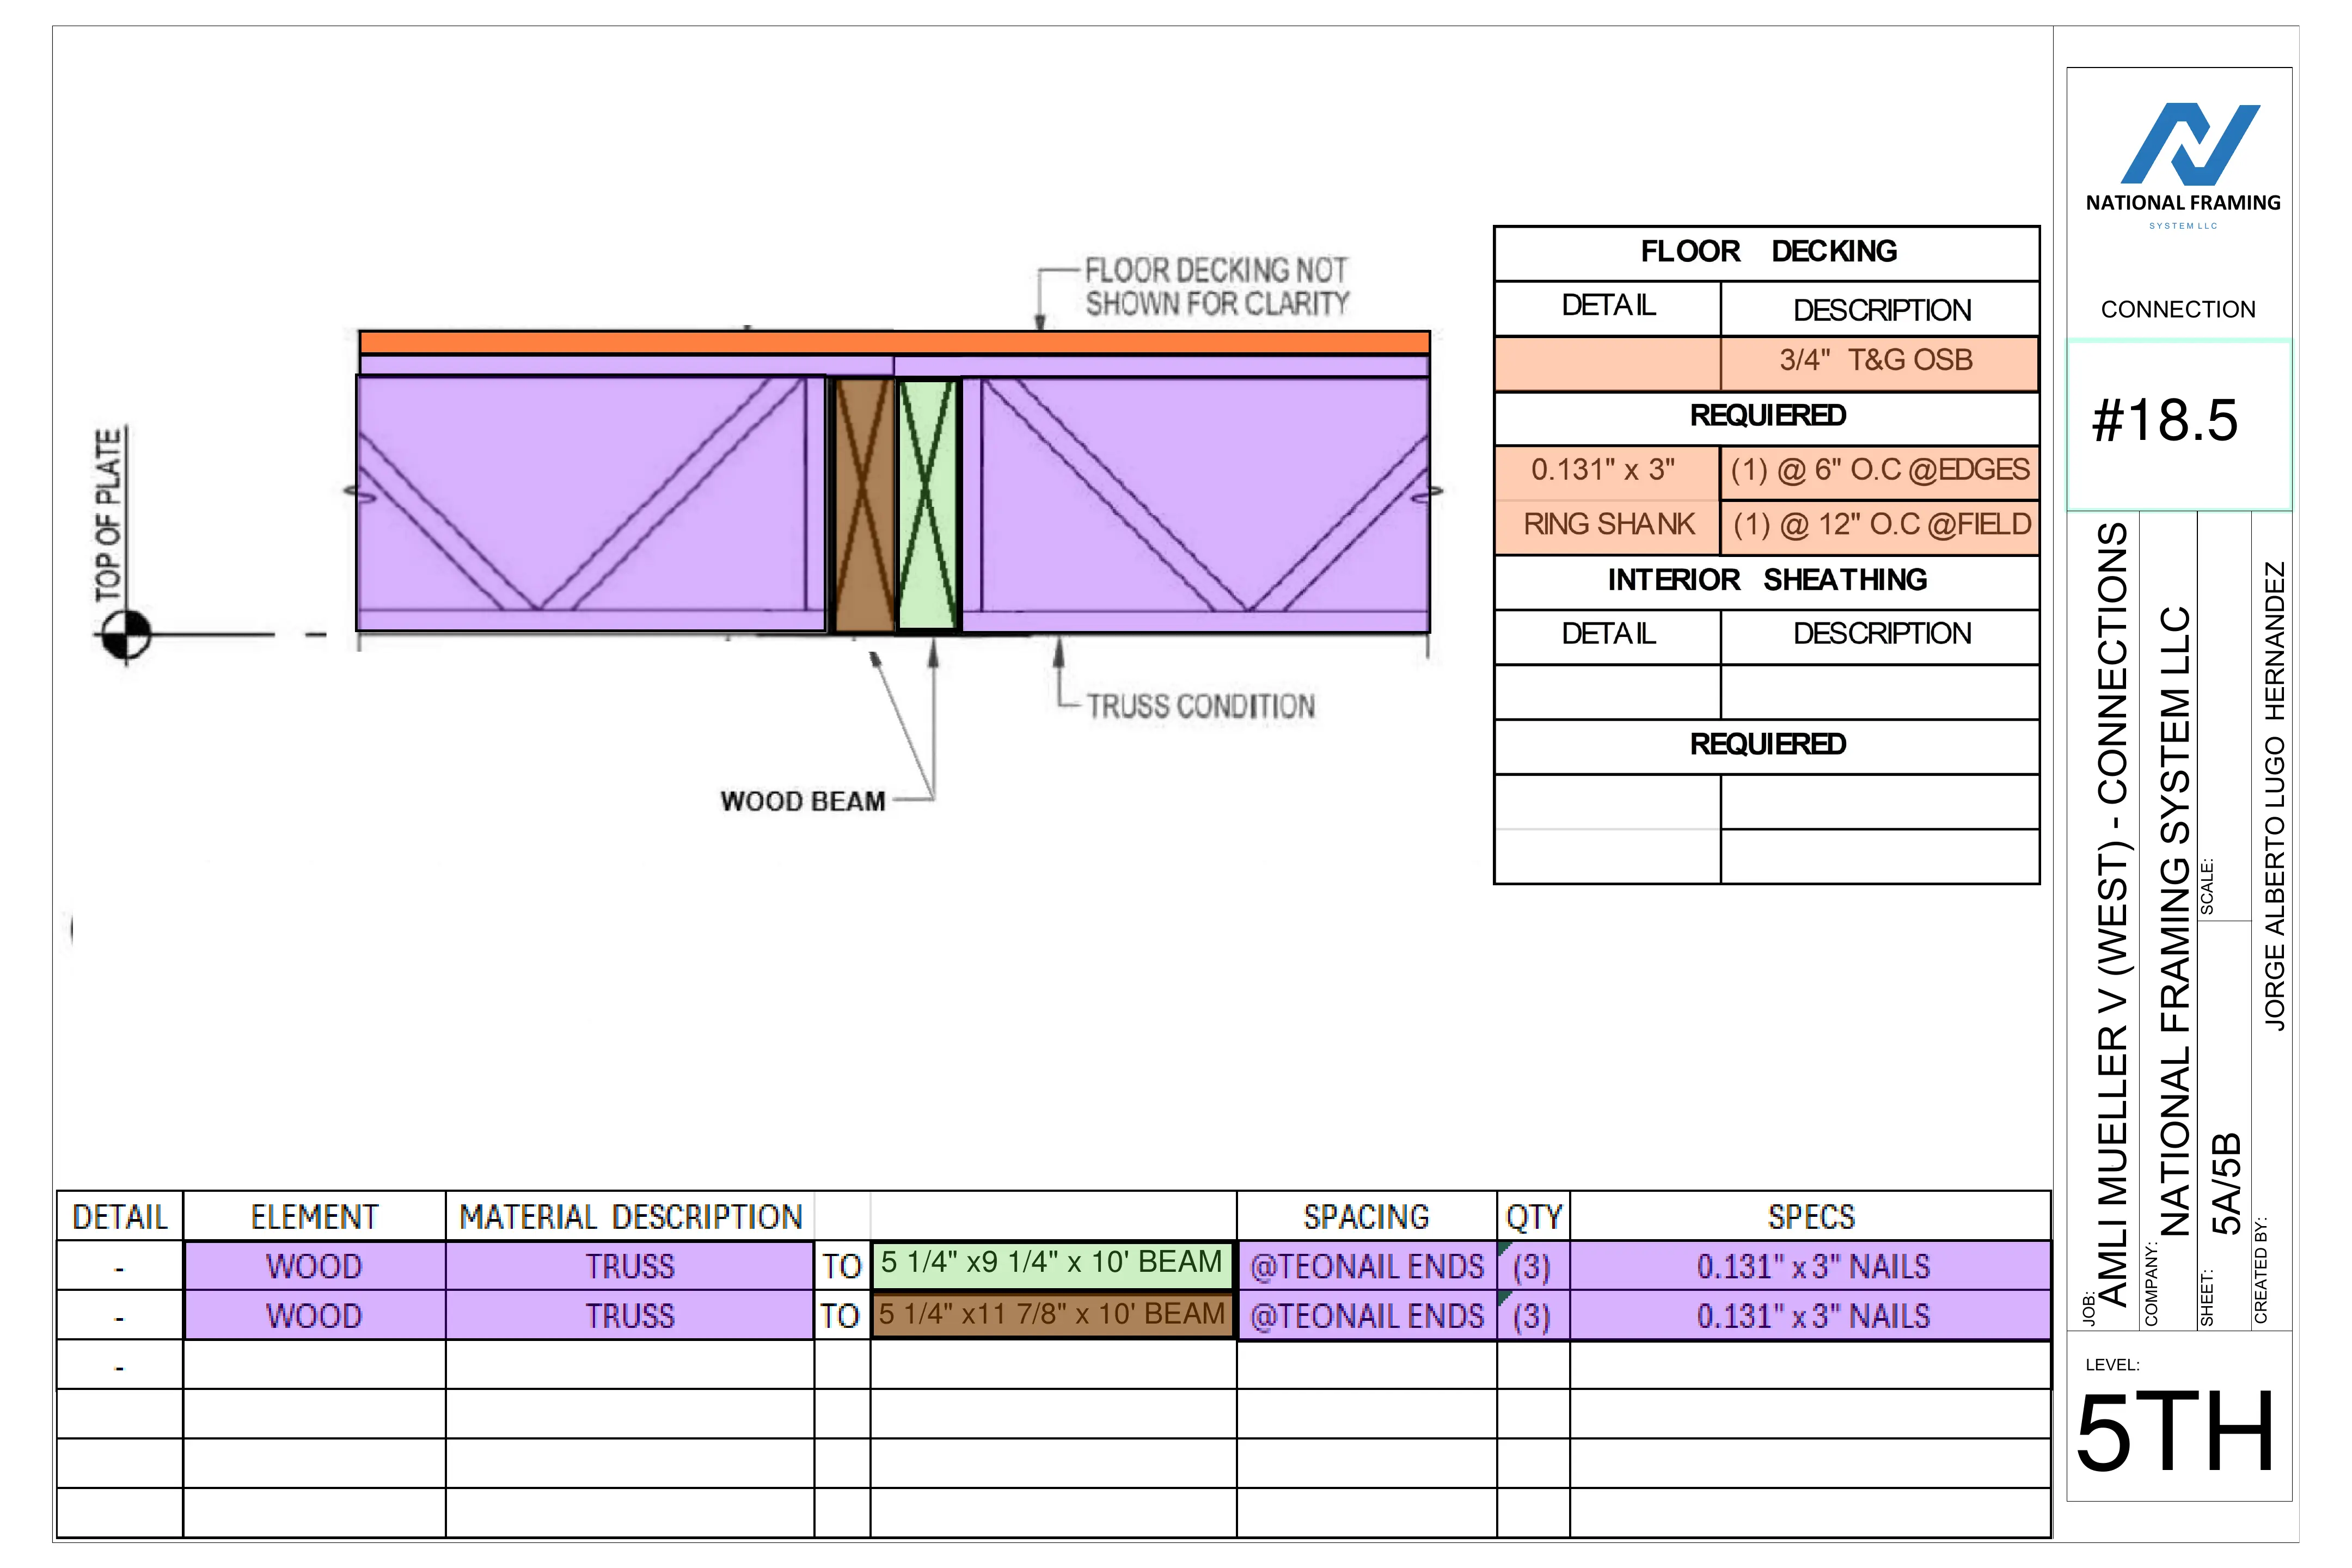 FLOOR DECKING NOT
SHOWN FOR CLARITY
TOP OF PLATE
TRUSS CONDITION
WOOD BEAM
FLOOR DECKING
DETAIL DESCRIPTION
3/4" T&G OSB
REQUIERED
0.131" x 3" (1) @ 6" O.C @EDGES
RING SHANK (1) @ 12" O.C @FIELD
INTERIOR SHEATHING
DETAIL DESCRIPTION
REQUIERED
DETAIL ELEMENT MATERIAL DESCRIPTION SPACING QTY SPECS
- WOOD TRUSS TO 5 1/4" x9 1/4" x 10' BEAM @TEONAIL ENDS (3) 0.131" x 3" NAILS
- WOOD TRUSS TO 5 1/4" x11 7/8" x 10' BEAM @TEONAIL ENDS (3) 0.131" x 3" NAILS
-
NATIONAL FRAMING
SYSTEM LLC
CONNECTION
#18.5
JOB:
AMLI MUELLER V (WEST) - CONNECTIONS
COMPANY:
NATIONAL FRAMING SYSTEM LLC
SCALE:
SHEET:
5A/5B
CREATED BY:
JORGE ALBERTO LUGO HERNANDEZ
LEVEL:
5TH